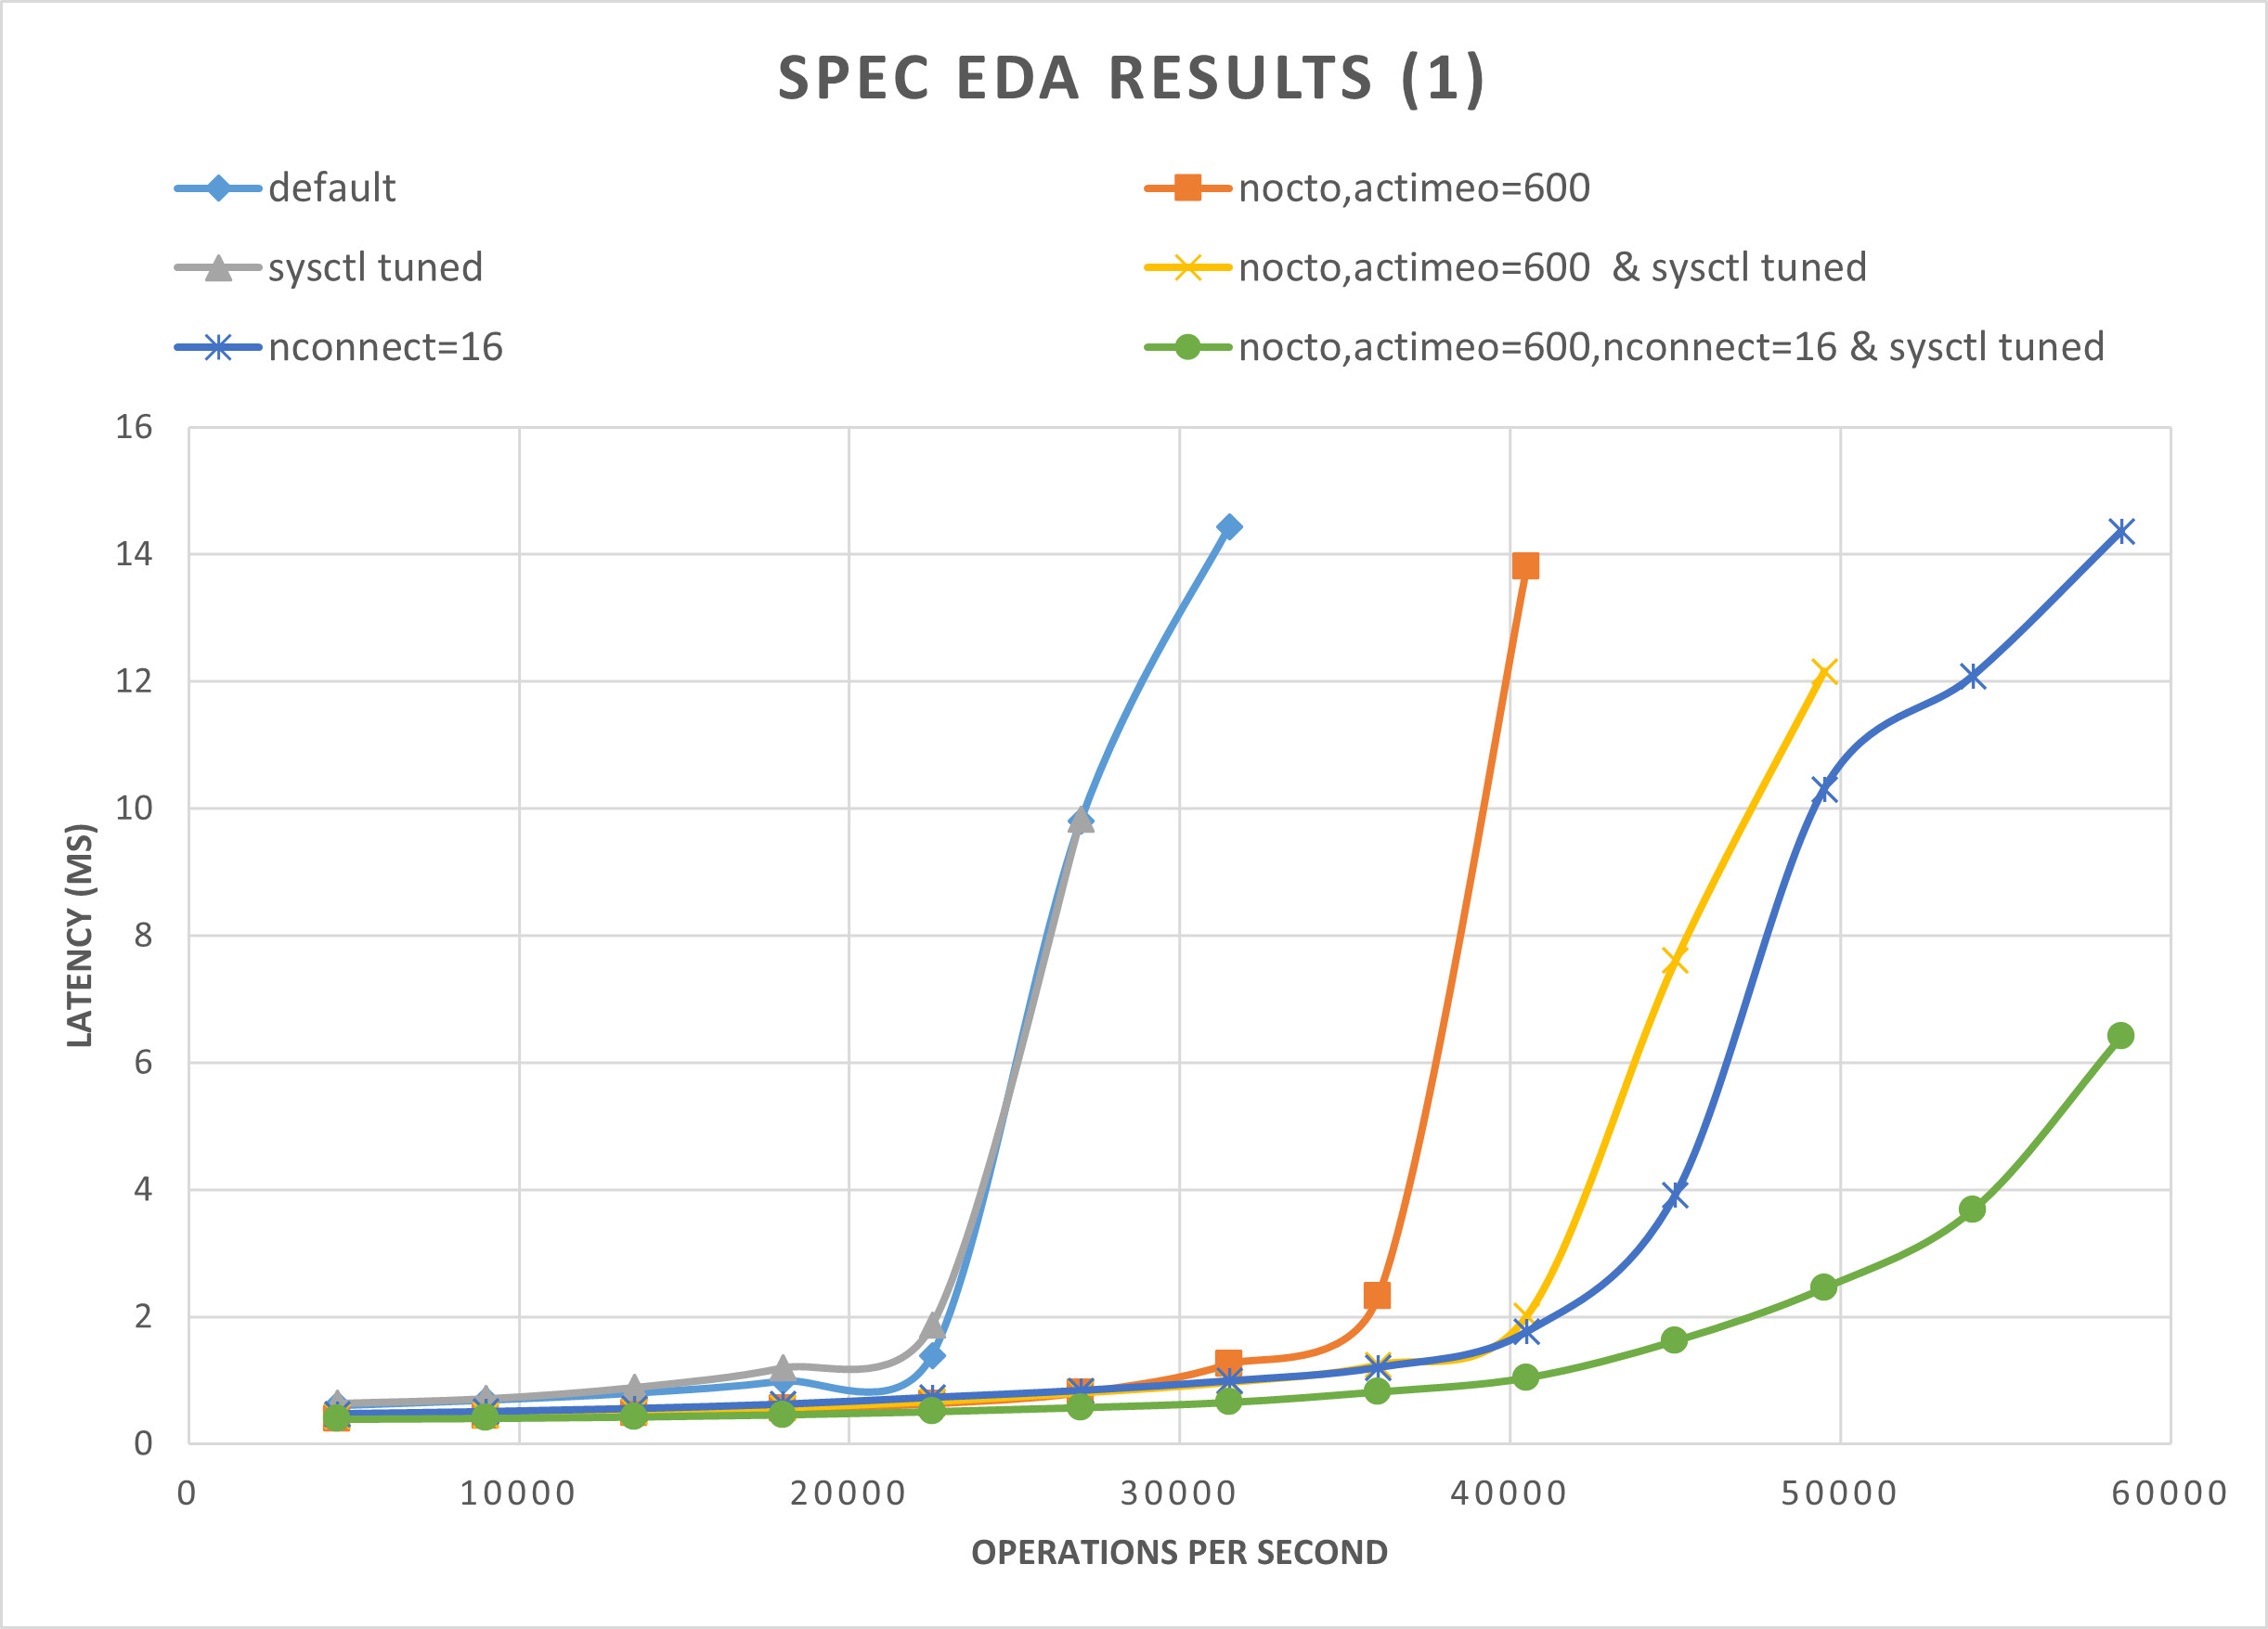 SPEC EDA RESULTS (1)
default
nocto,actimeo=600
sysctl tuned
nocto,actimeo=600 & sysctl tuned
nconnect=16
nocto,actimeo=600,nconnect=16 & sysctl tuned
16
14
12
10
8
6
4
2
0
LATENCY (MS)
0 10000 20000 30000 40000 50000 60000
OPERATIONS PER SECOND